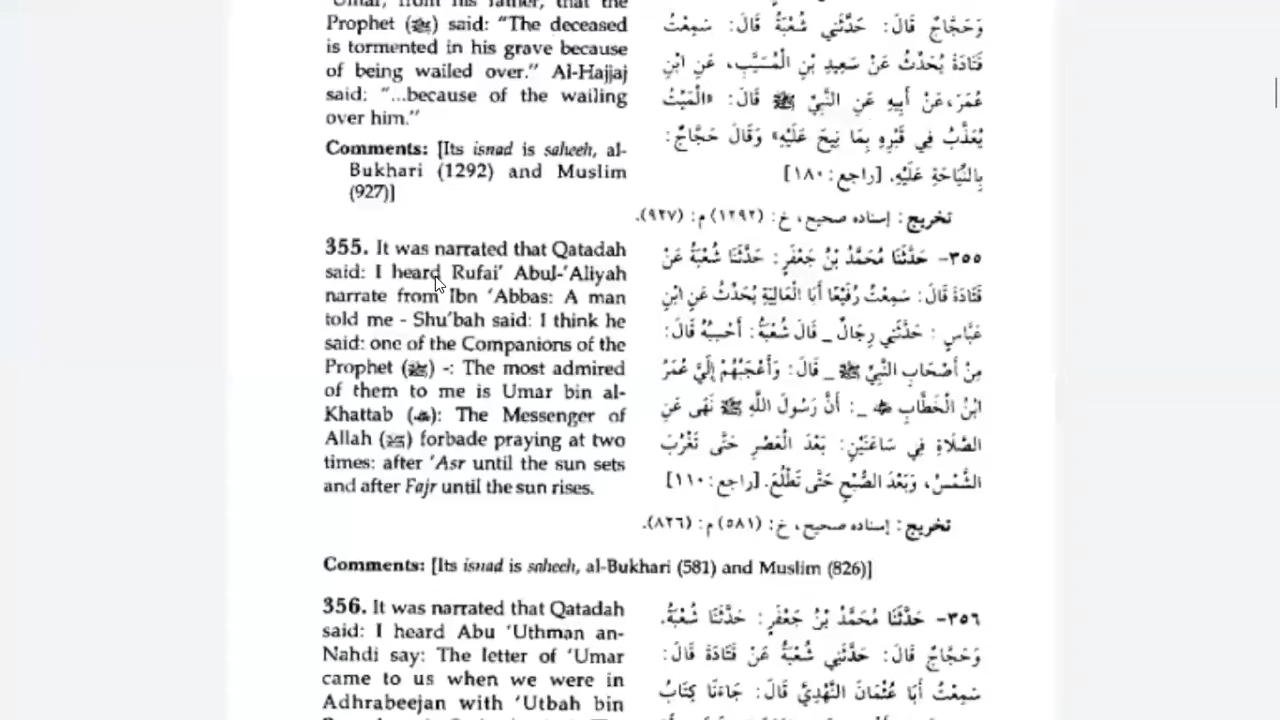 'Umar, from his father, that the
Prophet (ﷺ) said: "The deceased
is tormented in his grave because
of being wailed over." Al-Hajjaj
said: "...because of the wailing
over him."
Comments: [Its isnad is saheeh, al-
Bukhari (1292) and Muslim
(927)]
وَحَجَّاجٌ قَالَ: حَدَّثَنِي شُعْبَةُ قَالَ: سَمِعْتُ
قَتَادَةَ يُحَدِّثُ عَنْ سَعِيدِ بْنِ الْمُسَيَّبِ، عَنِ ابْنِ
عُمَرَ، عَنْ أَبِيهِ عَنِ النَّبِيِّ ﷺ قَالَ: «الْمَيِّتُ
يُعَذَّبُ فِي قَبْرِهِ بِمَا نِيحَ عَلَيْهِ» وَقَالَ حَجَّاجٌ:
بِالنِّيَاحَةِ عَلَيْهِ. [راجع: ١٨٠]
تخريج: إسناده صحيح، خ: (١٢٩٢) م: (٩٢٧).
355. It was narrated that Qatadah
said: I heard Rufai' Abul-'Aliyah
narrate from Ibn 'Abbas: A man
told me - Shu'bah said: I think he
said: one of the Companions of the
Prophet (ﷺ) -: The most admired
of them to me is Umar bin al-
Khattab (): The Messenger of
Allah (ﷺ) forbade praying at two
times: after 'Asr until the sun sets
and after Fajr until the sun rises.
٣٥٥- حَدَّثَنَا مُحَمَّدُ بْنُ جَعْفَرٍ: حَدَّثَنَا شُعْبَةُ عَنْ
قَتَادَةَ قَالَ: سَمِعْتُ رُفَيْعًا أَبَا الْعَالِيَةِ يُحَدِّثُ عَنِ ابْنِ
عَبَّاسٍ: حَدَّثَنِي رِجَالٌ _ قَالَ شُعْبَةُ: أَحْسِبُهُ قَالَ:
مِنْ أَصْحَابِ النَّبِيِّ ﷺ _ قَالَ: وَأَعْجَبُهُمْ إِلَيَّ عُمَرُ
ابْنُ الْخَطَّابِ _: أَنَّ رَسُولَ اللَّهِ ﷺ نَهَى عَنِ
الصَّلَاةِ فِي سَاعَتَيْنِ: بَعْدَ الْعَصْرِ حَتَّى تَغْرُبَ
الشَّمْسُ، وَبَعْدَ الصُّبْحِ حَتَّى تَطْلُعَ. [راجع: ١١٠]
تخريج: إسناده صحيح، خ: (٥٨١) م: (٨٢٦).
Comments: [Its isnad is saheeh, al-Bukhari (581) and Muslim (826)]
356. It was narrated that Qatadah
said: I heard Abu 'Uthman an-
Nahdi say: The letter of 'Umar
came to us when we were in
Adhrabeejan with 'Utbah bin
٣٥٦- حَدَّثَنَا مُحَمَّدُ بْنُ جَعْفَرٍ: حَدَّثَنَا شُعْبَةُ.
وَحَجَّاجٌ قَالَ: حَدَّثَنِي شُعْبَةُ عَنْ قَتَادَةَ قَالَ:
سَمِعْتُ أَبَا عُثْمَانَ النَّهْدِيَّ قَالَ: جَاءَنَا كِتَابُ